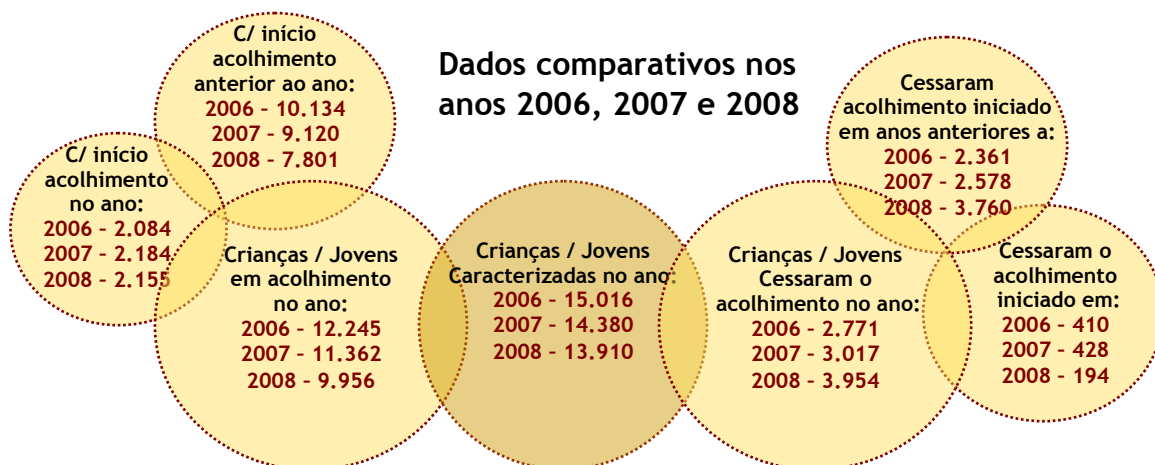 Dados comparativos nos
anos 2006, 2007 e 2008
C/ início
acolhimento
anterior ao ano:
2006 - 10.134
2007 - 9.120
2008 - 7.801
C/ início
acolhimento
no ano:
2006 - 2.084
2007 - 2.184
2008 - 2.155
Crianças / Jovens
em acolhimento
no ano:
2006 - 12.245
2007 - 11.362
2008 - 9.956
Crianças / Jovens
Caracterizadas no ano:
2006 - 15.016
2007 - 14.380
2008 - 13.910
Crianças / Jovens
Cessaram o
acolhimento no ano:
2006 - 2.771
2007 - 3.017
2008 - 3.954
Cessaram
acolhimento iniciado
em anos anteriores a:
2006 - 2.361
2007 - 2.578
2008 - 3.760
Cessaram o
acolhimento
iniciado em:
2006 - 410
2007 - 428
2008 - 194